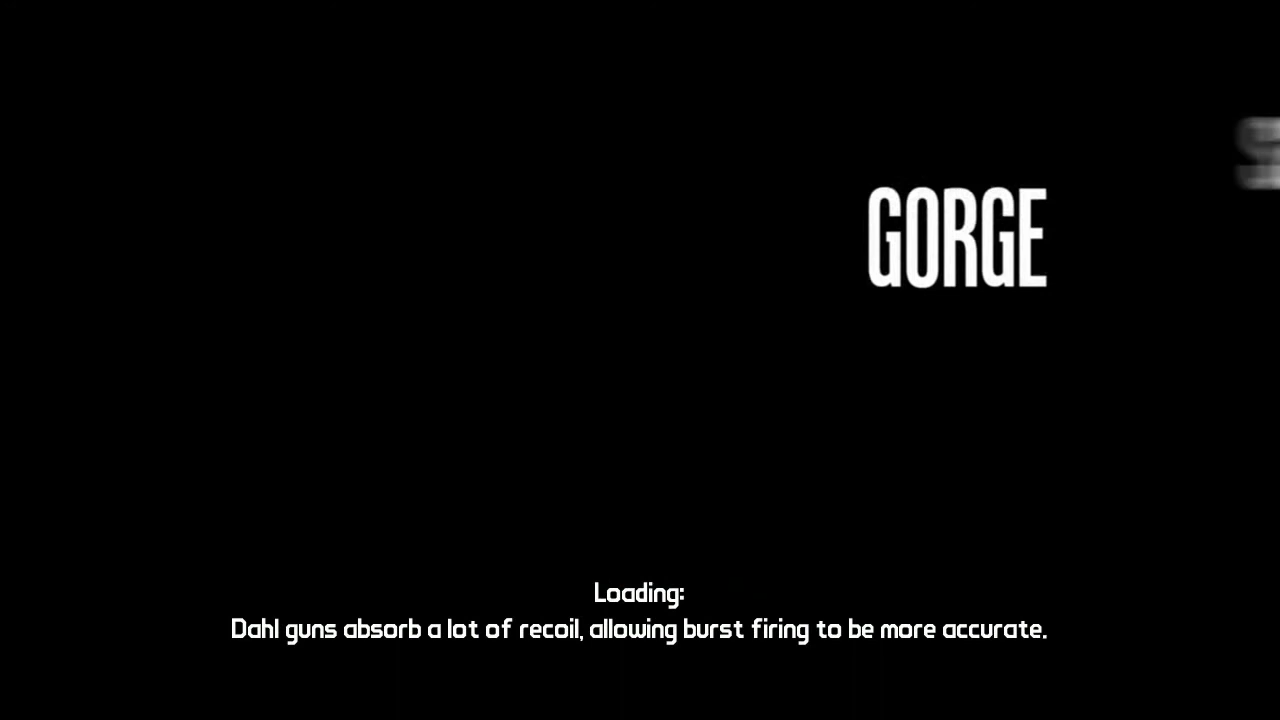 GORGE
Loading:
Dahl guns absorb a lot of recoil, allowing burst firing to be more accurate.